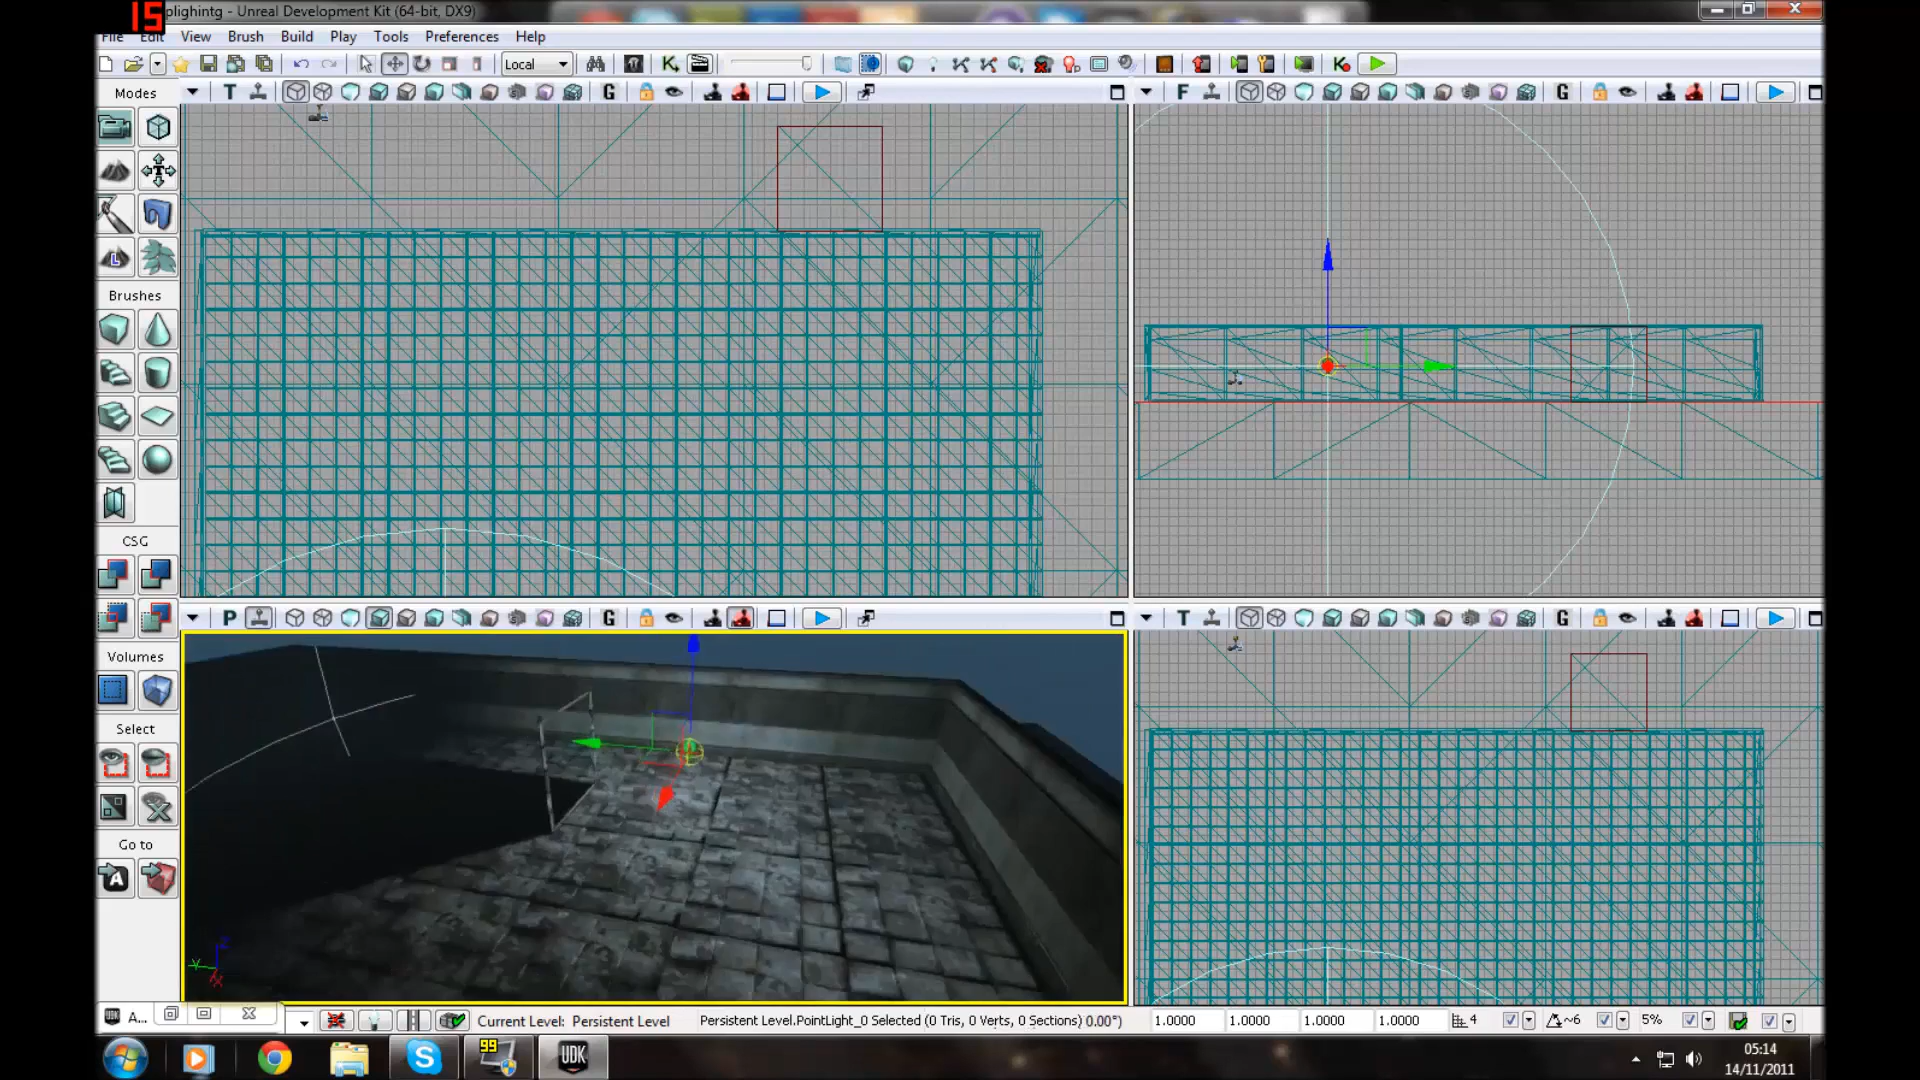 15
plighintg - Unreal Development Kit (64-bit, DX9)
File Edit View Brush Build Play Tools Preferences Help
Local
Modes
T G
F G
L
Brushes
CSG
P G
T G
Volumes
Select
Go to
A
Z
Y
X
A...
Current Level: Persistent Level
Persistent Level.PointLight_0 Selected (0 Tris, 0 Verts, 0 Sections) 0.00°)
1.0000 1.0000 1.0000 1.0000
4
~6
5%
99
UDK
05:14
14/11/2011